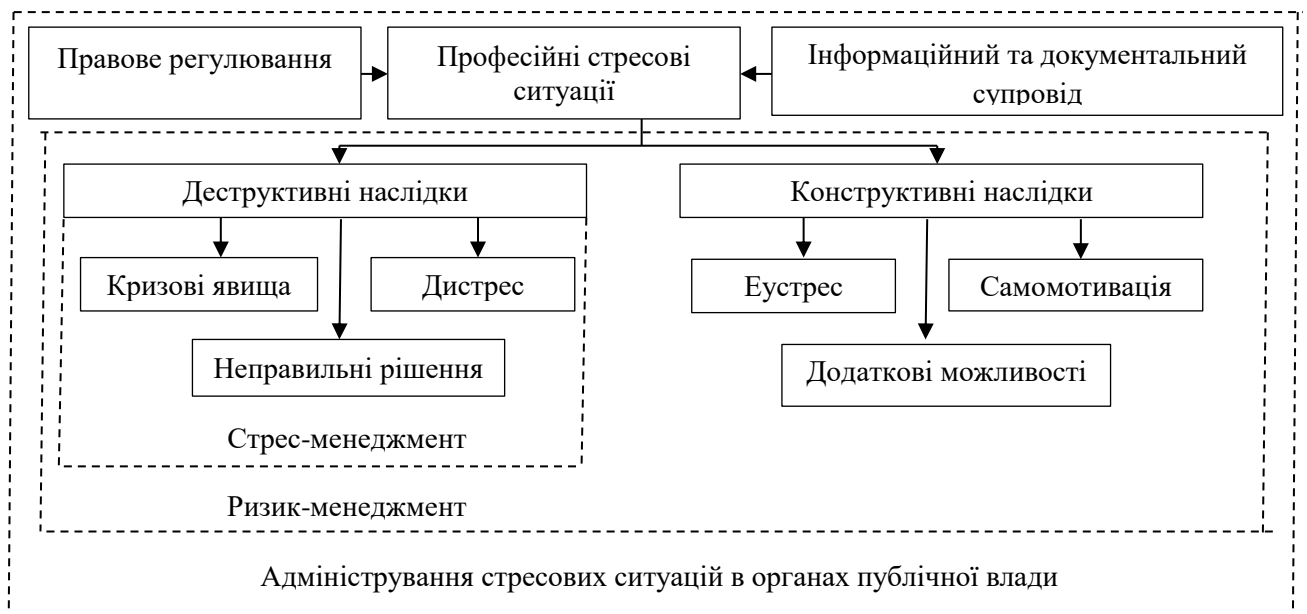 Правове регулювання
Професійні стресові
ситуації
Інформаційний та документальний
супровід
Деструктивні наслідки
Конструктивні наслідки
Кризові явища
Дистрес
Еустрес
Самомотивація
Неправильні рішення
Додаткові можливості
Стрес-менеджмент
Ризик-менеджмент
Адміністрування стресових ситуацій в органах публічної влади